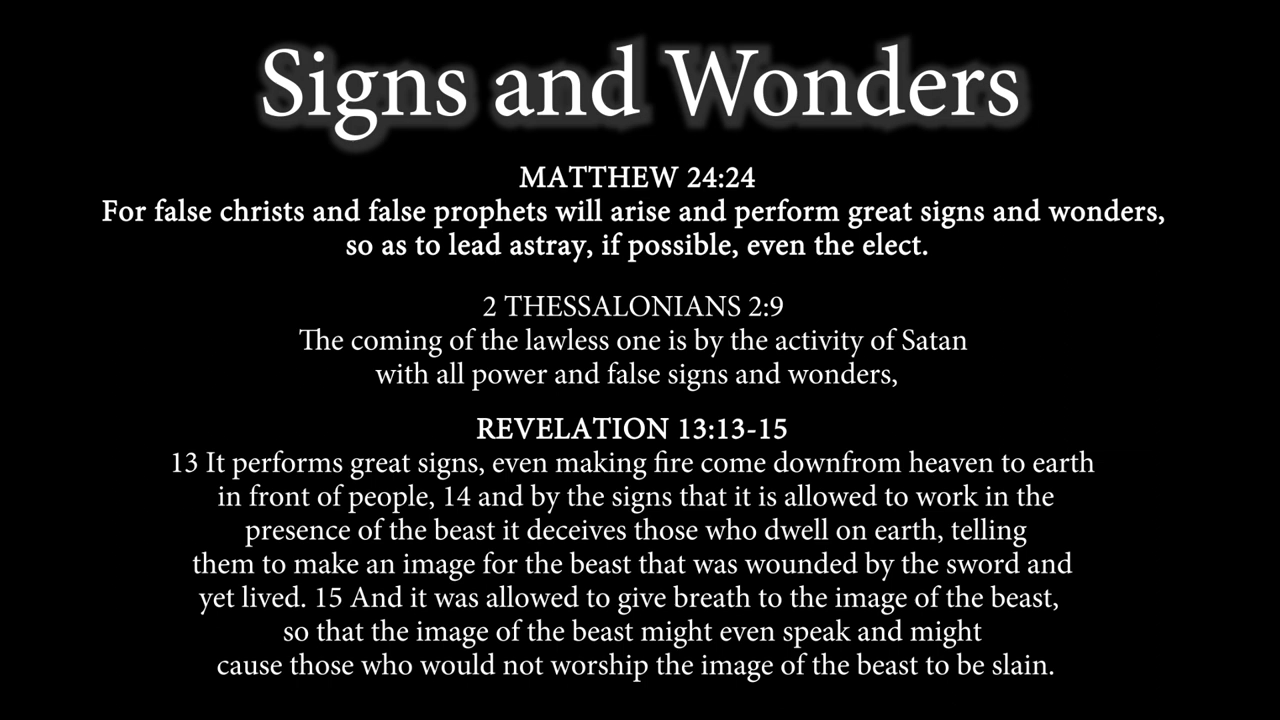 Signs and Wonders
MATTHEW 24:24
For false christs and false prophets will arise and perform great signs and wonders,
so as to lead astray, if possible, even the elect.
2 THESSALONIANS 2:9
The coming of the lawless one is by the activity of Satan
with all power and false signs and wonders,
REVELATION 13:13-15
13 It performs great signs, even making fire come downfrom heaven to earth
in front of people, 14 and by the signs that it is allowed to work in the
presence of the beast it deceives those who dwell on earth, telling
them to make an image for the beast that was wounded by the sword and
yet lived. 15 And it was allowed to give breath to the image of the beast,
so that the image of the beast might even speak and might
cause those who would not worship the image of the beast to be slain.